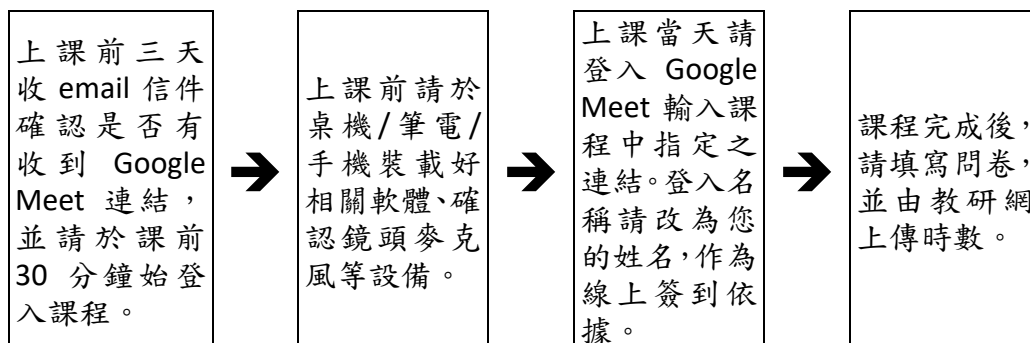 上課前三天
收 email 信件
確認是否有
收到 Google
Meet 連結，
並請於課前
30 分鐘始登
入課程。
上課前請於
桌機/筆電/
手機裝載好
相關軟體、確
認鏡頭麥克
風等設備。
上課當天請
登入 Google
Meet 輸入課
程中指定之
連結。登入名
稱請改為您
的姓名，作為
線上簽到依
據。
課程完成後，
請填寫問卷，
並由教研網
上傳時數。